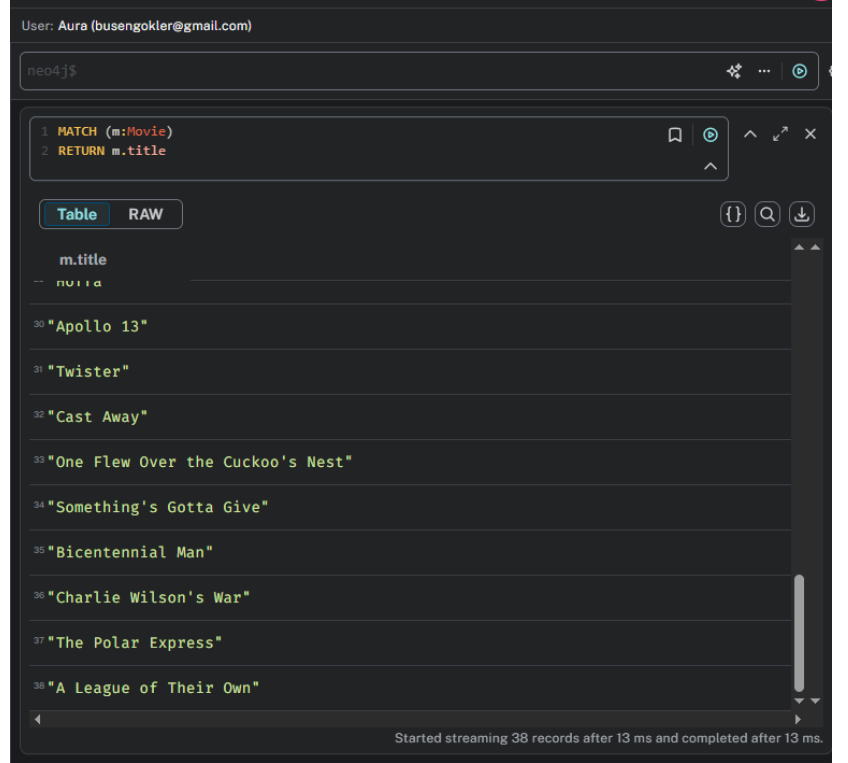 User: Aura (busengokler@gmail.com)
neo4j$
1 MATCH (m:Movie)
2 RETURN m.title
Table RAW
m.title
30 "Apollo 13"
31 "Twister"
32 "Cast Away"
33 "One Flew Over the Cuckoo's Nest"
34 "Something's Gotta Give"
35 "Bicentennial Man"
36 "Charlie Wilson's War"
37 "The Polar Express"
38 "A League of Their Own"
Started streaming 38 records after 13 ms and completed after 13 ms.